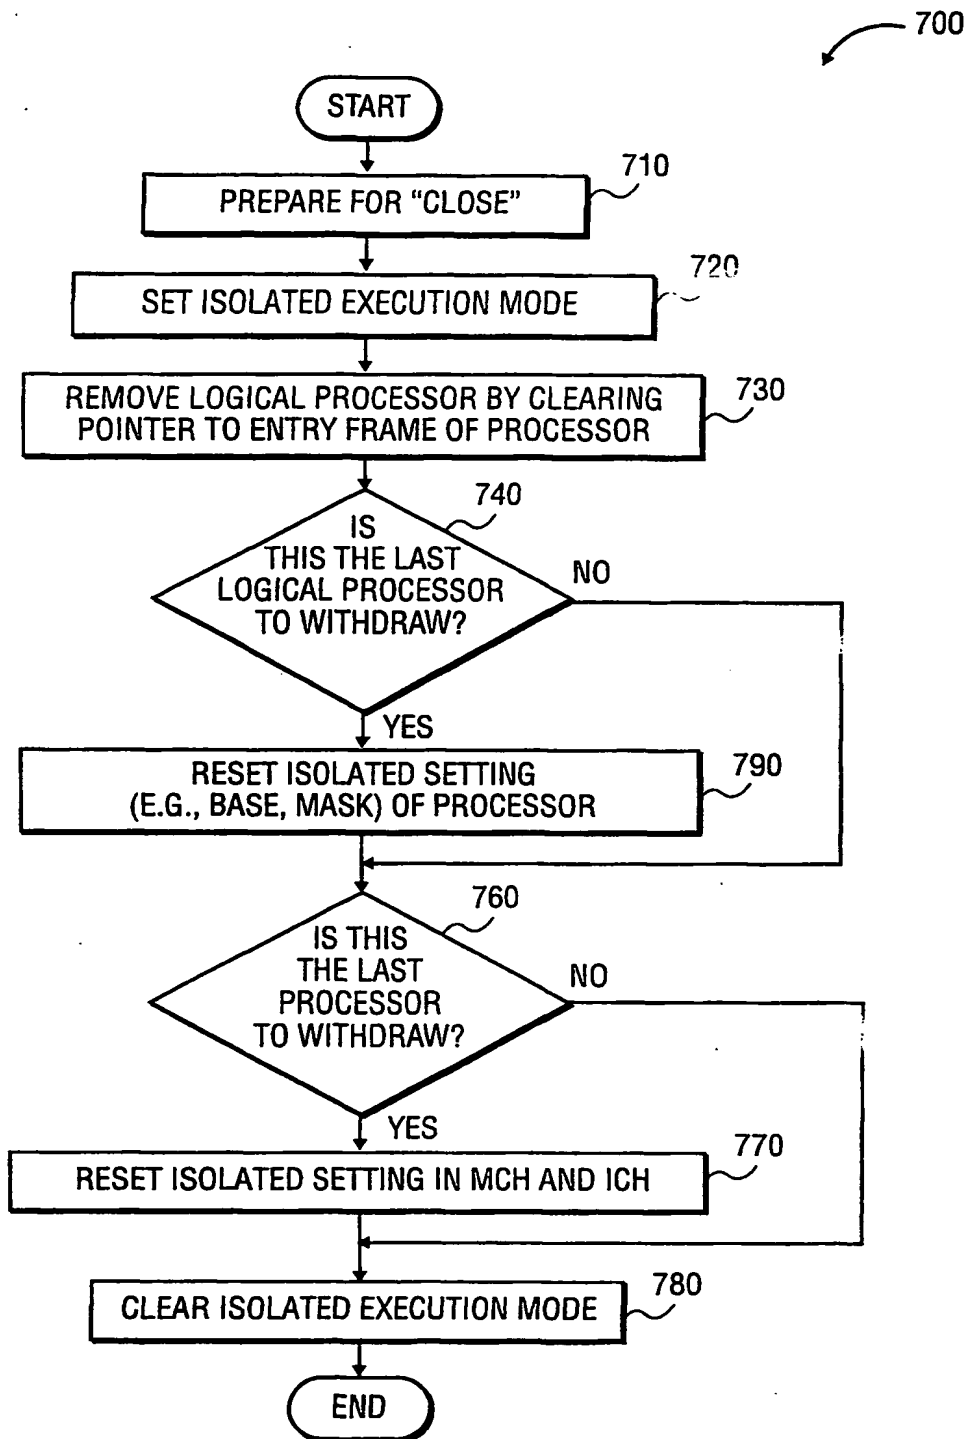 700
START
710
PREPARE FOR “CLOSE”
720
SET ISOLATED EXECUTION MODE
730
REMOVE LOGICAL PROCESSOR BY CLEARING
POINTER TO ENTRY FRAME OF PROCESSOR
740
IS
THIS THE LAST
LOGICAL PROCESSOR
TO WITHDRAW?
NO
YES
790
RESET ISOLATED SETTING
(E.G., BASE, MASK) OF PROCESSOR
760
IS THIS
THE LAST
PROCESSOR
TO WITHDRAW?
NO
YES
770
RESET ISOLATED SETTING IN MCH AND ICH
780
CLEAR ISOLATED EXECUTION MODE
END